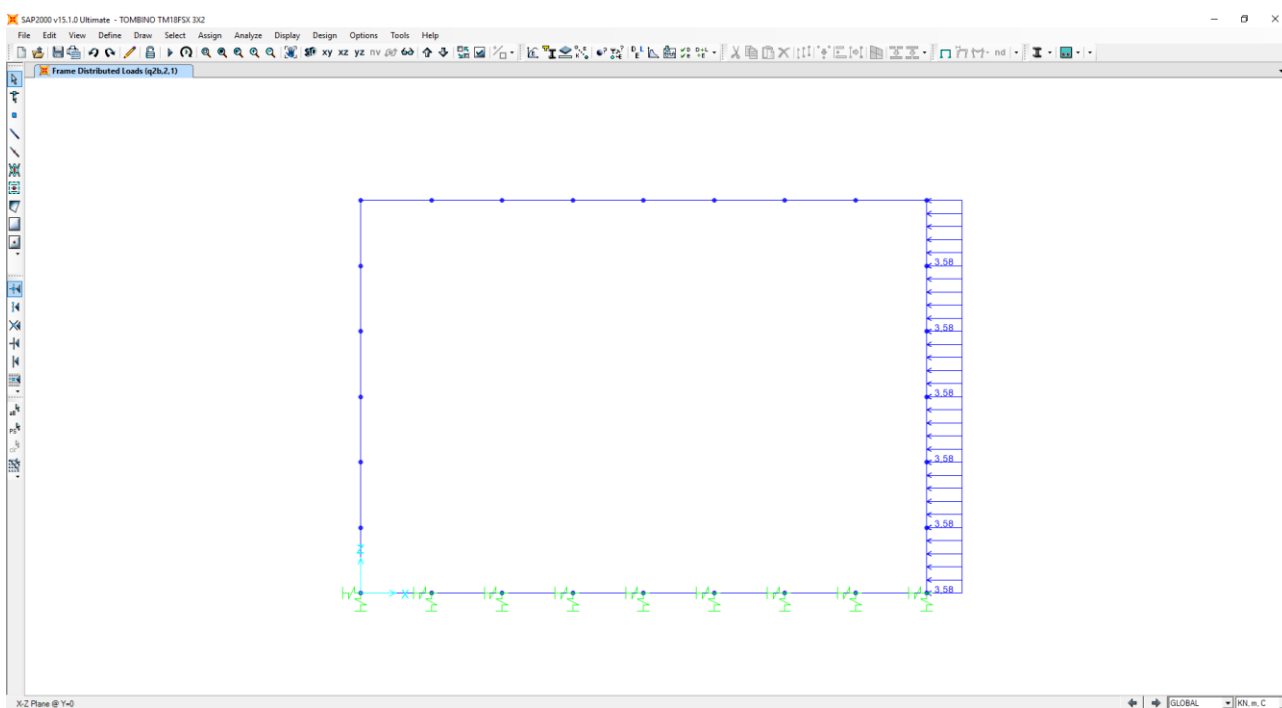 SAP2000 v15.1.0 Ultimate - TOMBINO TM18FSX 3X2
File Edit View Define Draw Select Assign Analyze Display Design Options Tools Help
xy xz yz nv nd
Frame Distributed Loads (q2b,2,1)
3,58
3,58
3,58
3,58
3,58
3,58
Z
X
X-Z Plane @ Y=0
GLOBAL
KN, m, C